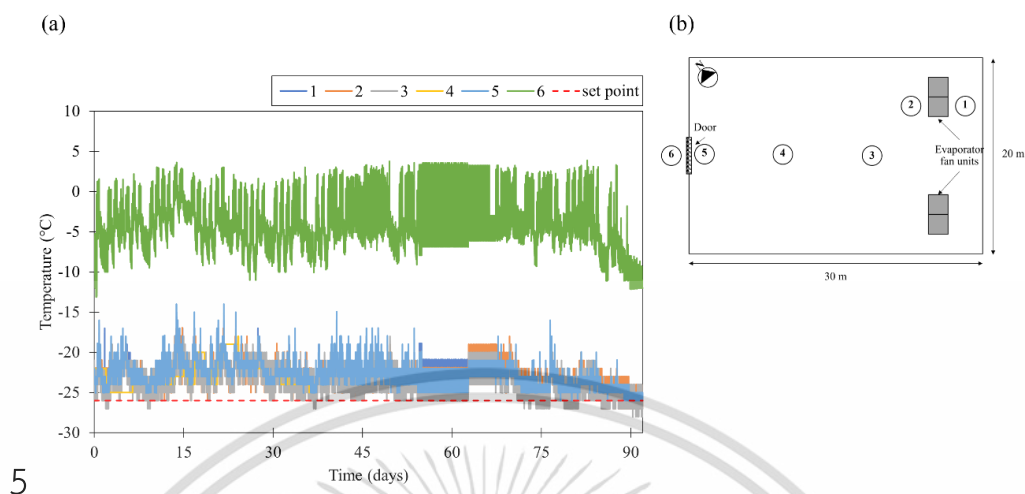 (a)
(b)
1 2 3 4 5 6 set point
10
5
0
-5
-10
-15
-20
-25
-30
Temperature (°C)
0 15 30 45 60 75 90
Time (days)
Door
2 1
6 5 4 3
Evaporator
fan units
20 m
30 m
5